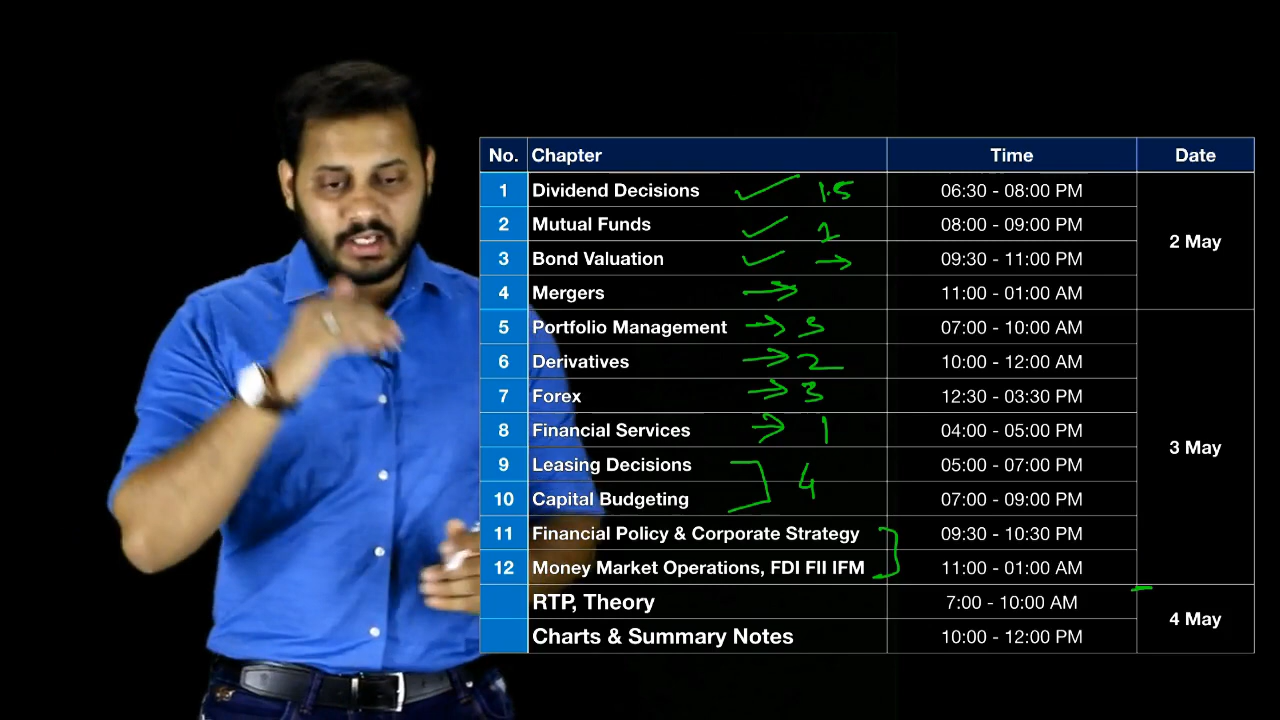 No. Chapter Time Date
1 Dividend Decisions 1.5 06:30 - 08:00 PM
2 Mutual Funds 1 08:00 - 09:00 PM
3 Bond Valuation 09:30 - 11:00 PM
2 May
4 Mergers 11:00 - 01:00 AM
5 Portfolio Management 3 07:00 - 10:00 AM
6 Derivatives 2 10:00 - 12:00 AM
7 Forex 3 12:30 - 03:30 PM
8 Financial Services 1 04:00 - 05:00 PM
3 May
9 Leasing Decisions 05:00 - 07:00 PM
4
10 Capital Budgeting 07:00 - 09:00 PM
11 Financial Policy & Corporate Strategy 09:30 - 10:30 PM
12 Money Market Operations, FDI FII IFM 11:00 - 01:00 AM
RTP, Theory 7:00 - 10:00 AM
4 May
Charts & Summary Notes 10:00 - 12:00 PM